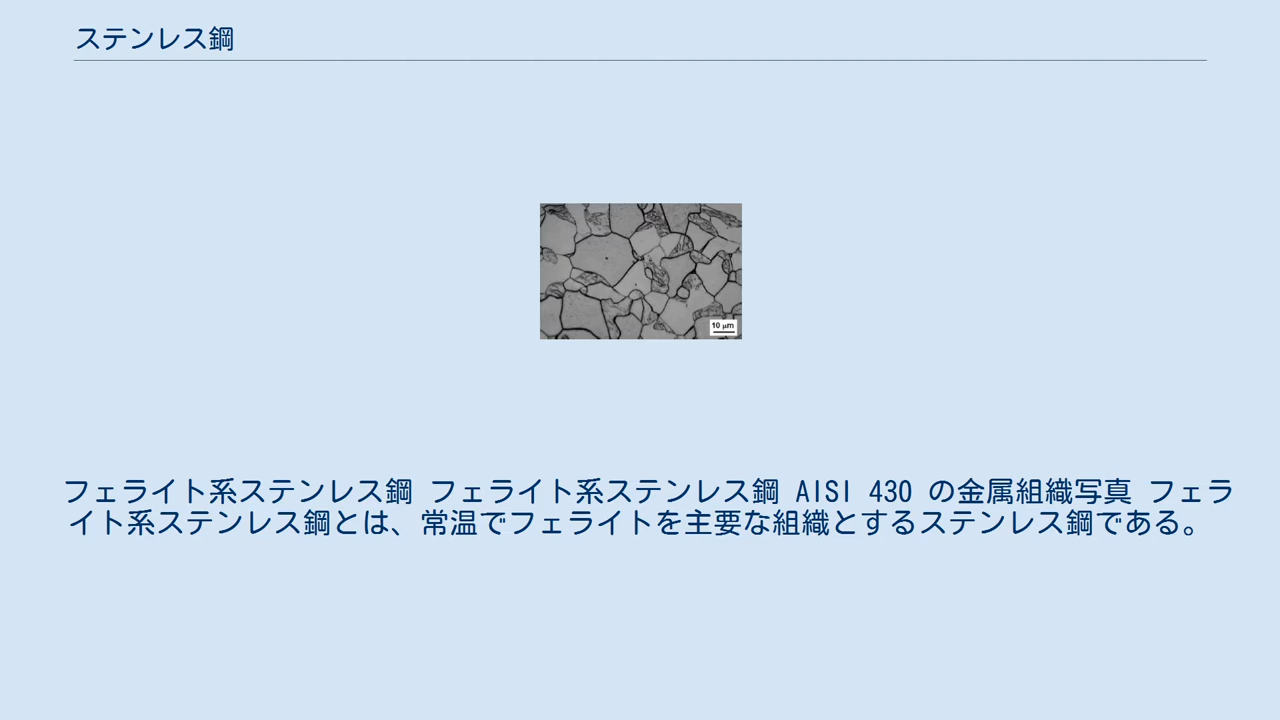 ステンレス鋼
10 μm
フェライト系ステンレス鋼 フェライト系ステンレス鋼 AISI 430 の金属組織写真 フェラ
イト系ステンレス鋼とは、常温でフェライトを主要な組織とするステンレス鋼である。